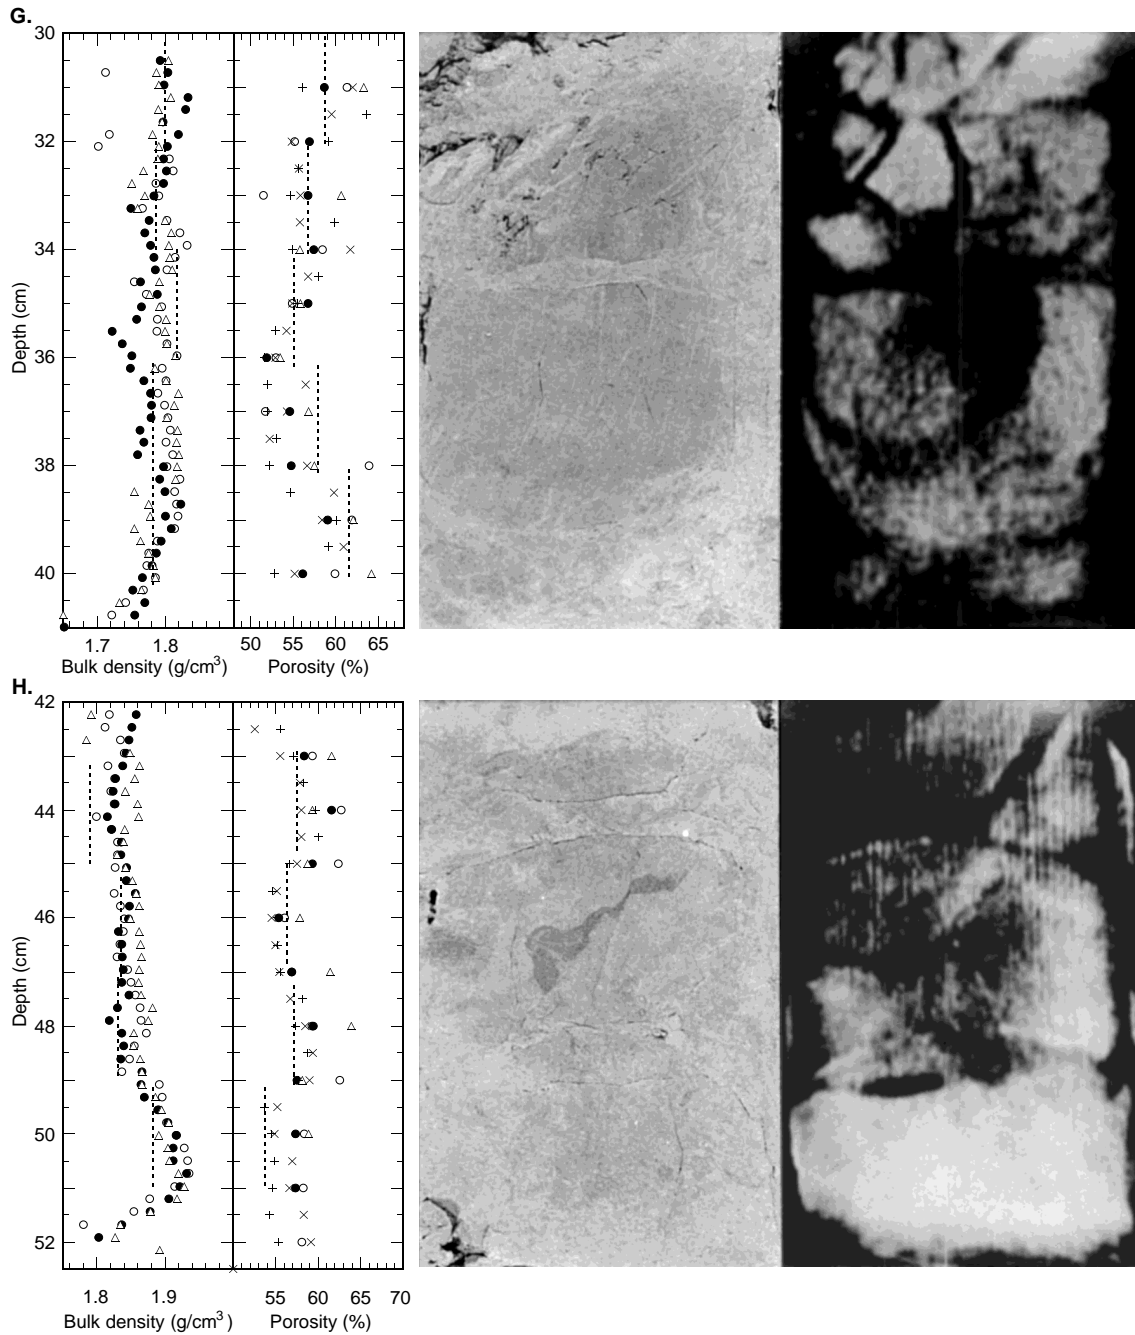 G.
30
32
34
36
38
40
Depth (cm)
1.7 1.8 50 55 60 65
Bulk density (g/cm3) Porosity (%)
H.
42
44
46
48
50
52
Depth (cm)
1.8 1.9 55 60 65 70
Bulk density (g/cm3) Porosity (%)